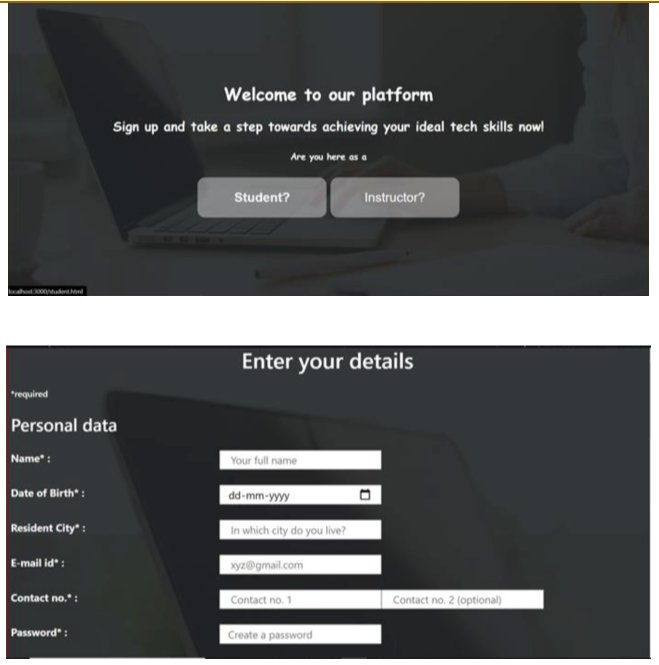 Welcome to our platform
Sign up and take a step towards achieving your ideal tech skills now!
Are you here as a
Student? Instructor?
localhost:3000/student.html
Enter your details
*required
Personal data
Name* : Your full name
Date of Birth* : dd-mm-yyyy
Resident City* : In which city do you live?
E-mail id* : xyz@gmail.com
Contact no.* : Contact no. 1 Contact no. 2 (optional)
Password* : Create a password